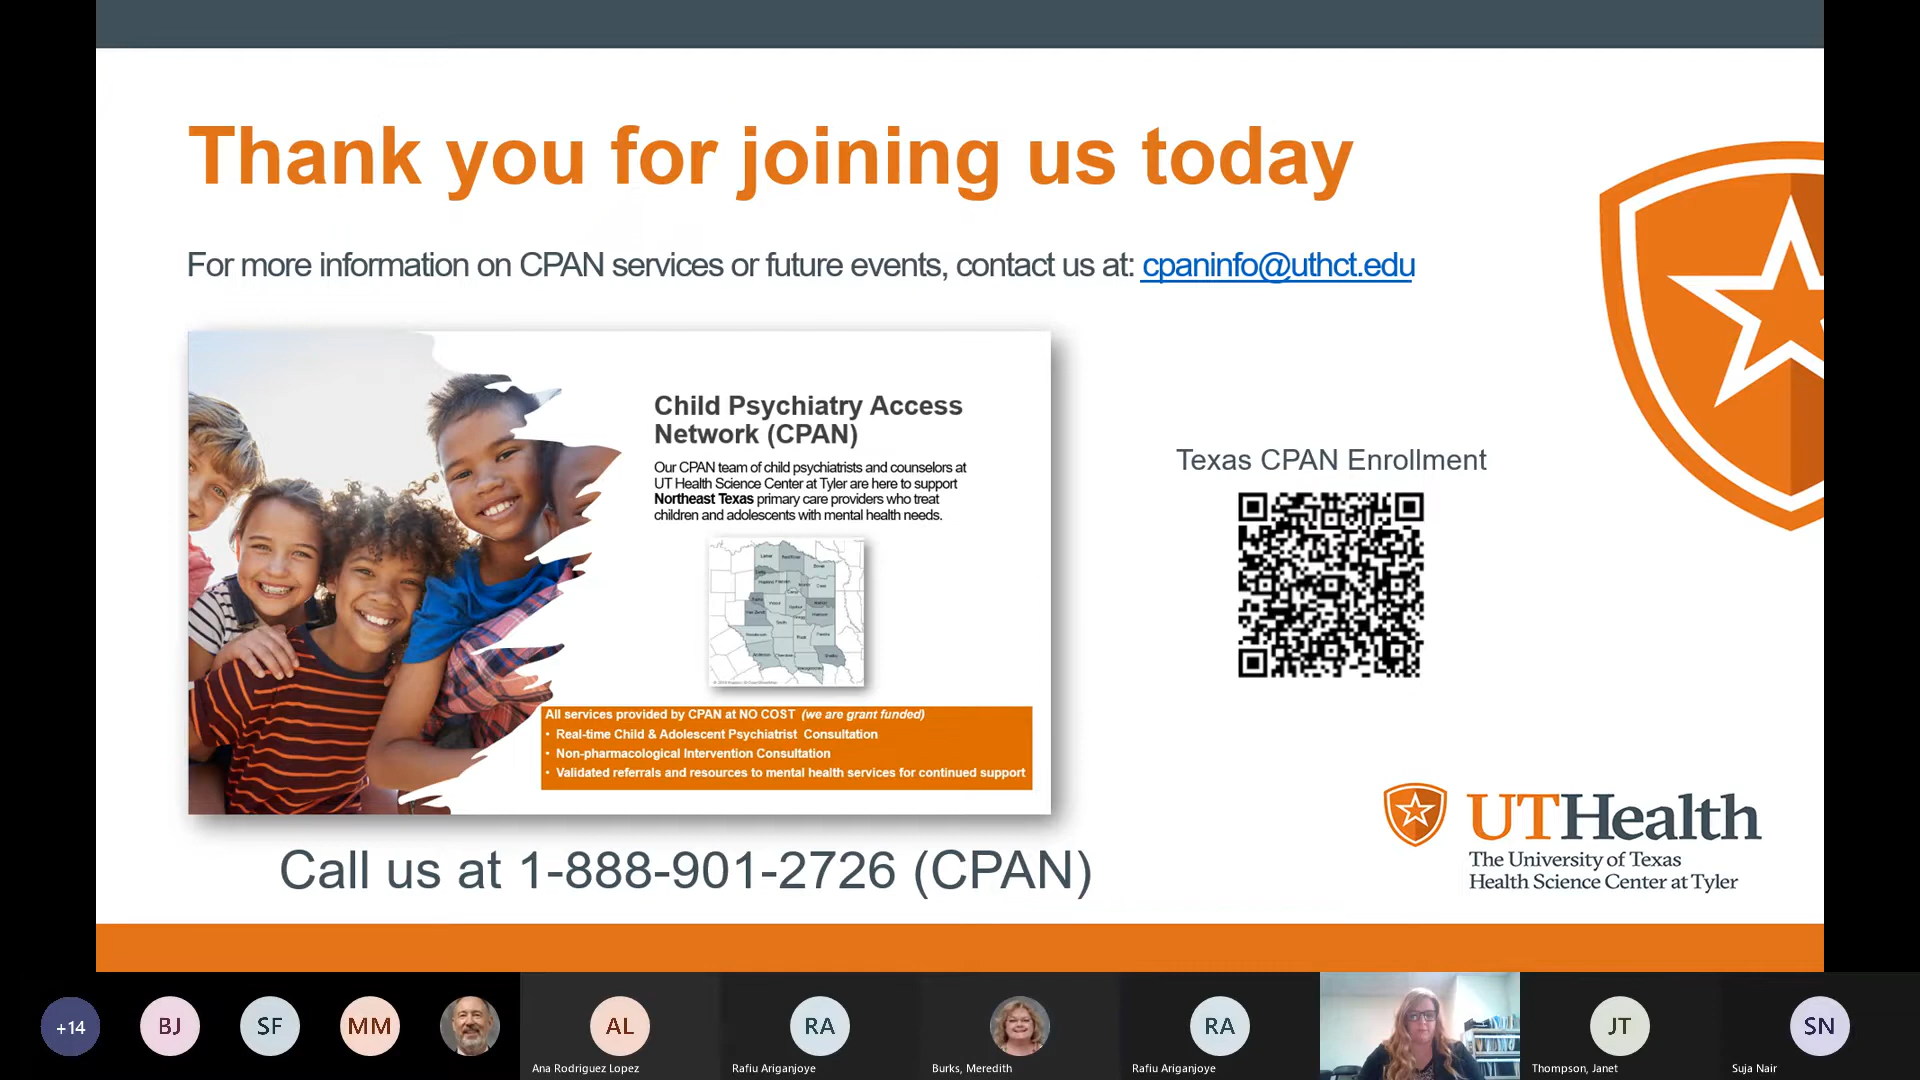 Thank you for joining us today
For more information on CPAN services or future events, contact us at: cpaninfo@uthct.edu
Child Psychiatry Access
Network (CPAN)
Our CPAN team of child psychiatrists and counselors at
UT Health Science Center at Tyler are here to support
Northeast Texas primary care providers who treat
children and adolescents with mental health needs.
All services provided by CPAN at NO COST (we are grant funded)
• Real-time Child & Adolescent Psychiatrist Consultation
• Non-pharmacological Intervention Consultation
• Validated referrals and resources to mental health services for continued support
Texas CPAN Enrollment
Call us at 1-888-901-2726 (CPAN)
UTHealth
The University of Texas
Health Science Center at Tyler
+14
BJ
SF
MM
AL
RA
RA
JT
SN
Ana Rodriguez Lopez
Rafiu Ariganjoye
Burks, Meredith
Rafiu Ariganjoye
Thompson, Janet
Suja Nair